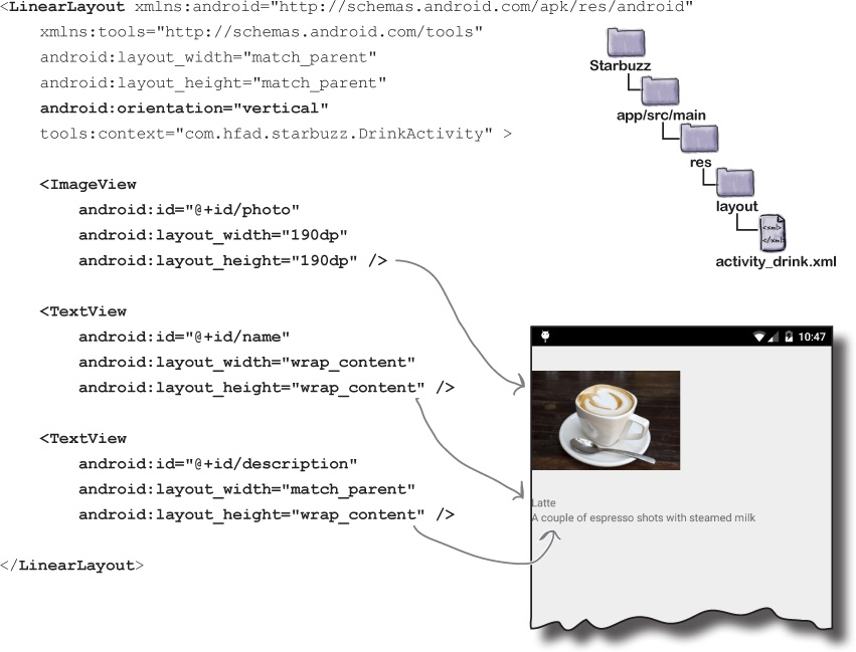 <LinearLayout xmlns:android="http://schemas.android.com/apk/res/android"
xmlns:tools="http://schemas.android.com/tools"
android:layout_width="match_parent"
android:layout_height="match_parent"
android:orientation="vertical"
tools:context="com.hfad.starbuzz.DrinkActivity" >
<ImageView
android:id="@+id/photo"
android:layout_width="190dp"
android:layout_height="190dp" />
<TextView
android:id="@+id/name"
android:layout_width="wrap_content"
android:layout_height="wrap_content" />
<TextView
android:id="@+id/description"
android:layout_width="match_parent"
android:layout_height="wrap_content" />
</LinearLayout>
Starbuzz
app/src/main
res
layout
<xml>
</xml>
activity_drink.xml
10:47
Latte
A couple of espresso shots with steamed milk